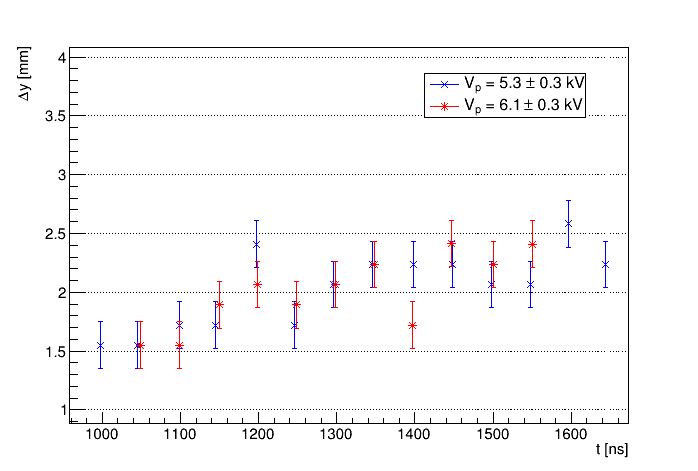 Δy [mm]
4
3.5
3
2.5
2
1.5
1
V_p = 5.3 ± 0.3 kV
V_p = 6.1 ± 0.3 kV
1000 1100 1200 1300 1400 1500 1600
t [ns]